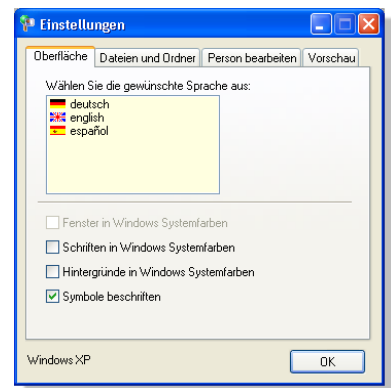 Einstellungen
Oberfläche Dateien und Ordner Person bearbeiten Vorschau
Wählen Sie die gewünschte Sprache aus:
deutsch
english
español
Fenster in Windows Systemfarben
Schriften in Windows Systemfarben
Hintergründe in Windows Systemfarben
Symbole beschriften
Windows XP OK